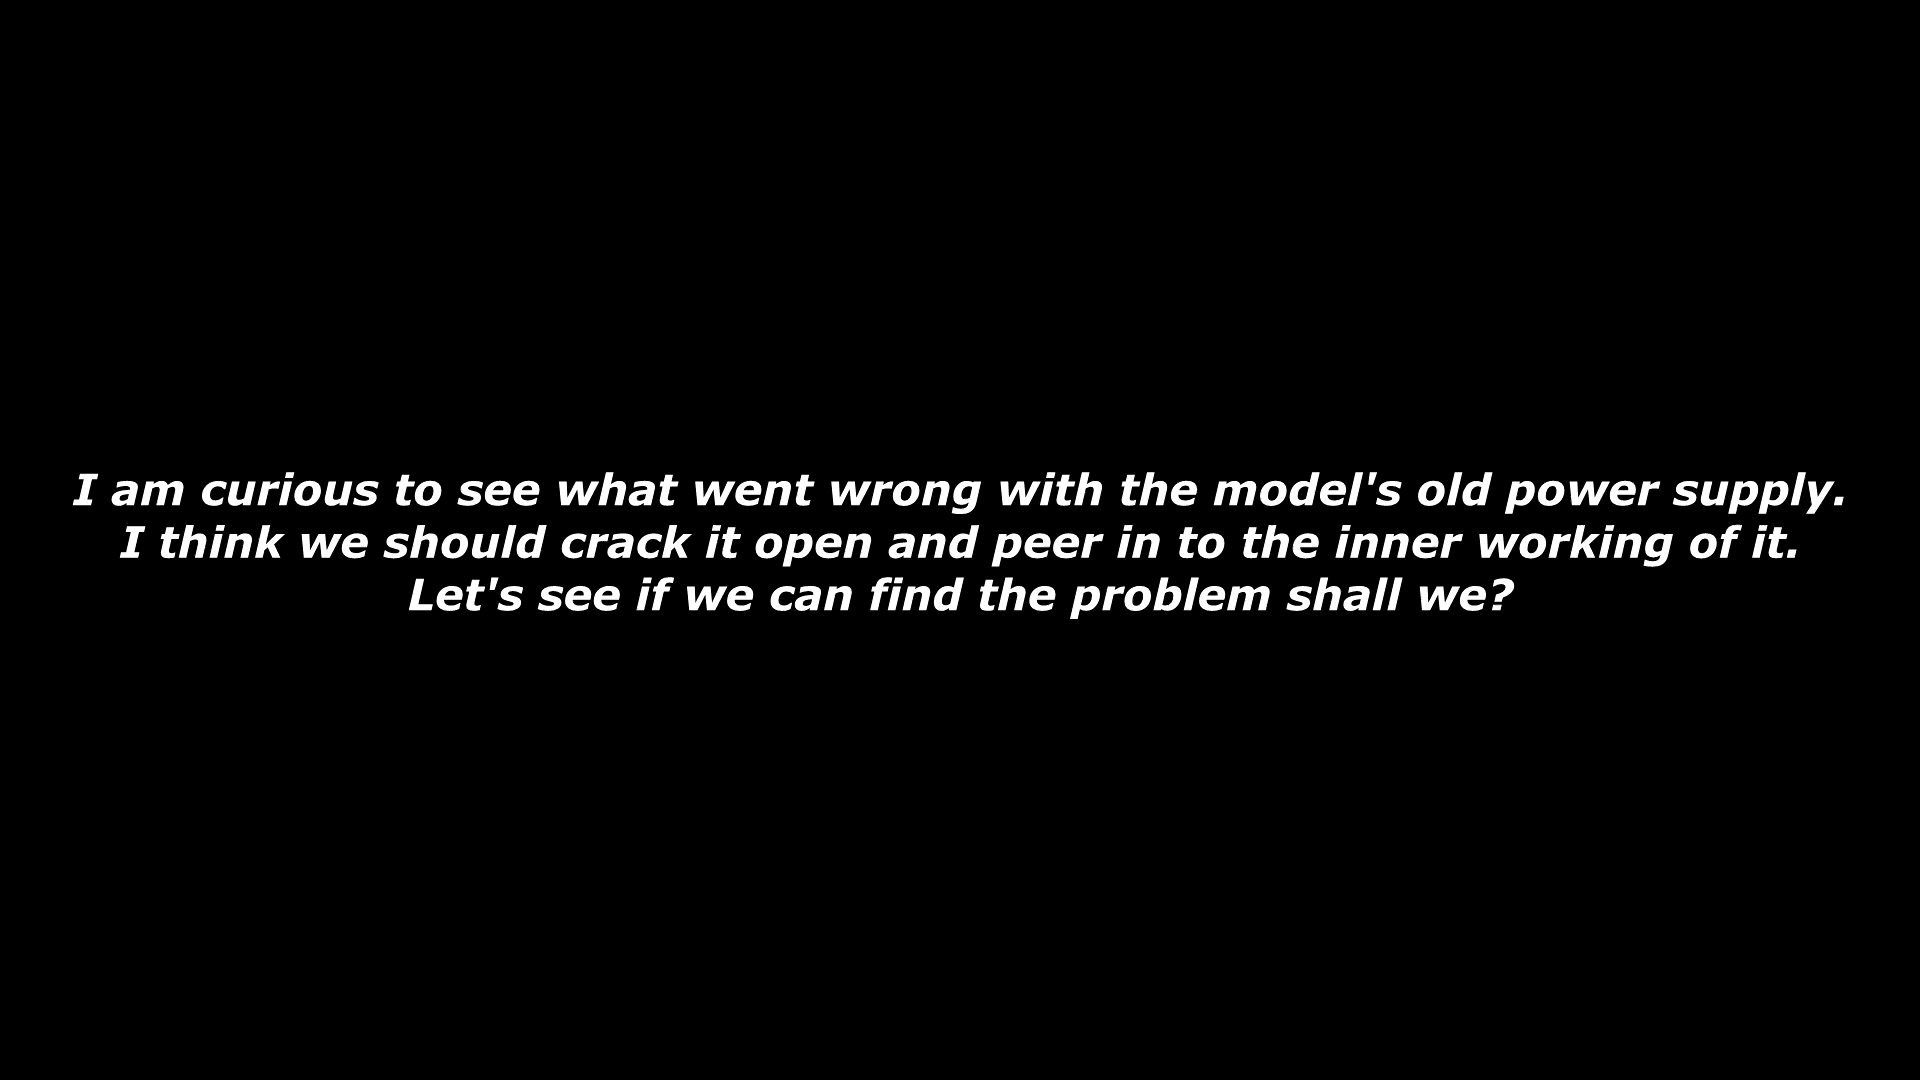 I am curious to see what went wrong with the model's old power supply.
I think we should crack it open and peer in to the inner working of it.
Let's see if we can find the problem shall we?